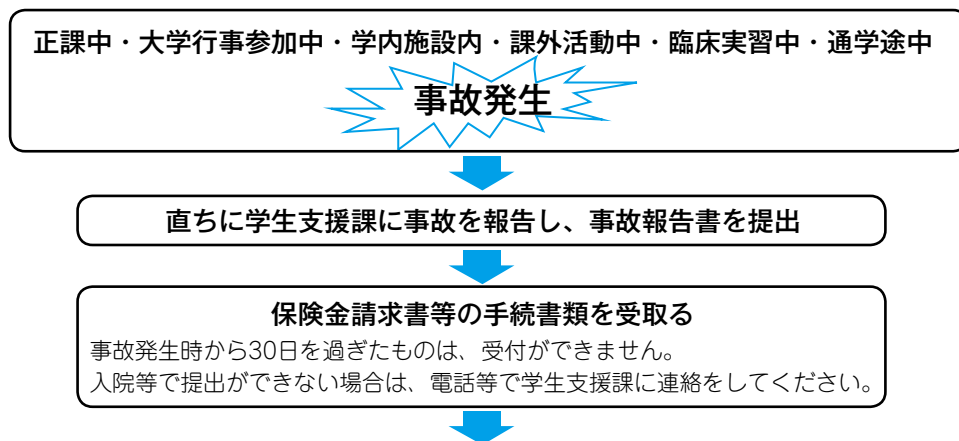 正課中・大学行事参加中・学内施設内・課外活動中・臨床実習中・通学途中
事故発生
直ちに学生支援課に事故を報告し、事故報告書を提出
保険金請求書等の手続書類を受取る
事故発生時から30日を過ぎたものは、受付ができません。
入院等で提出ができない場合は、電話等で学生支援課に連絡をしてください。